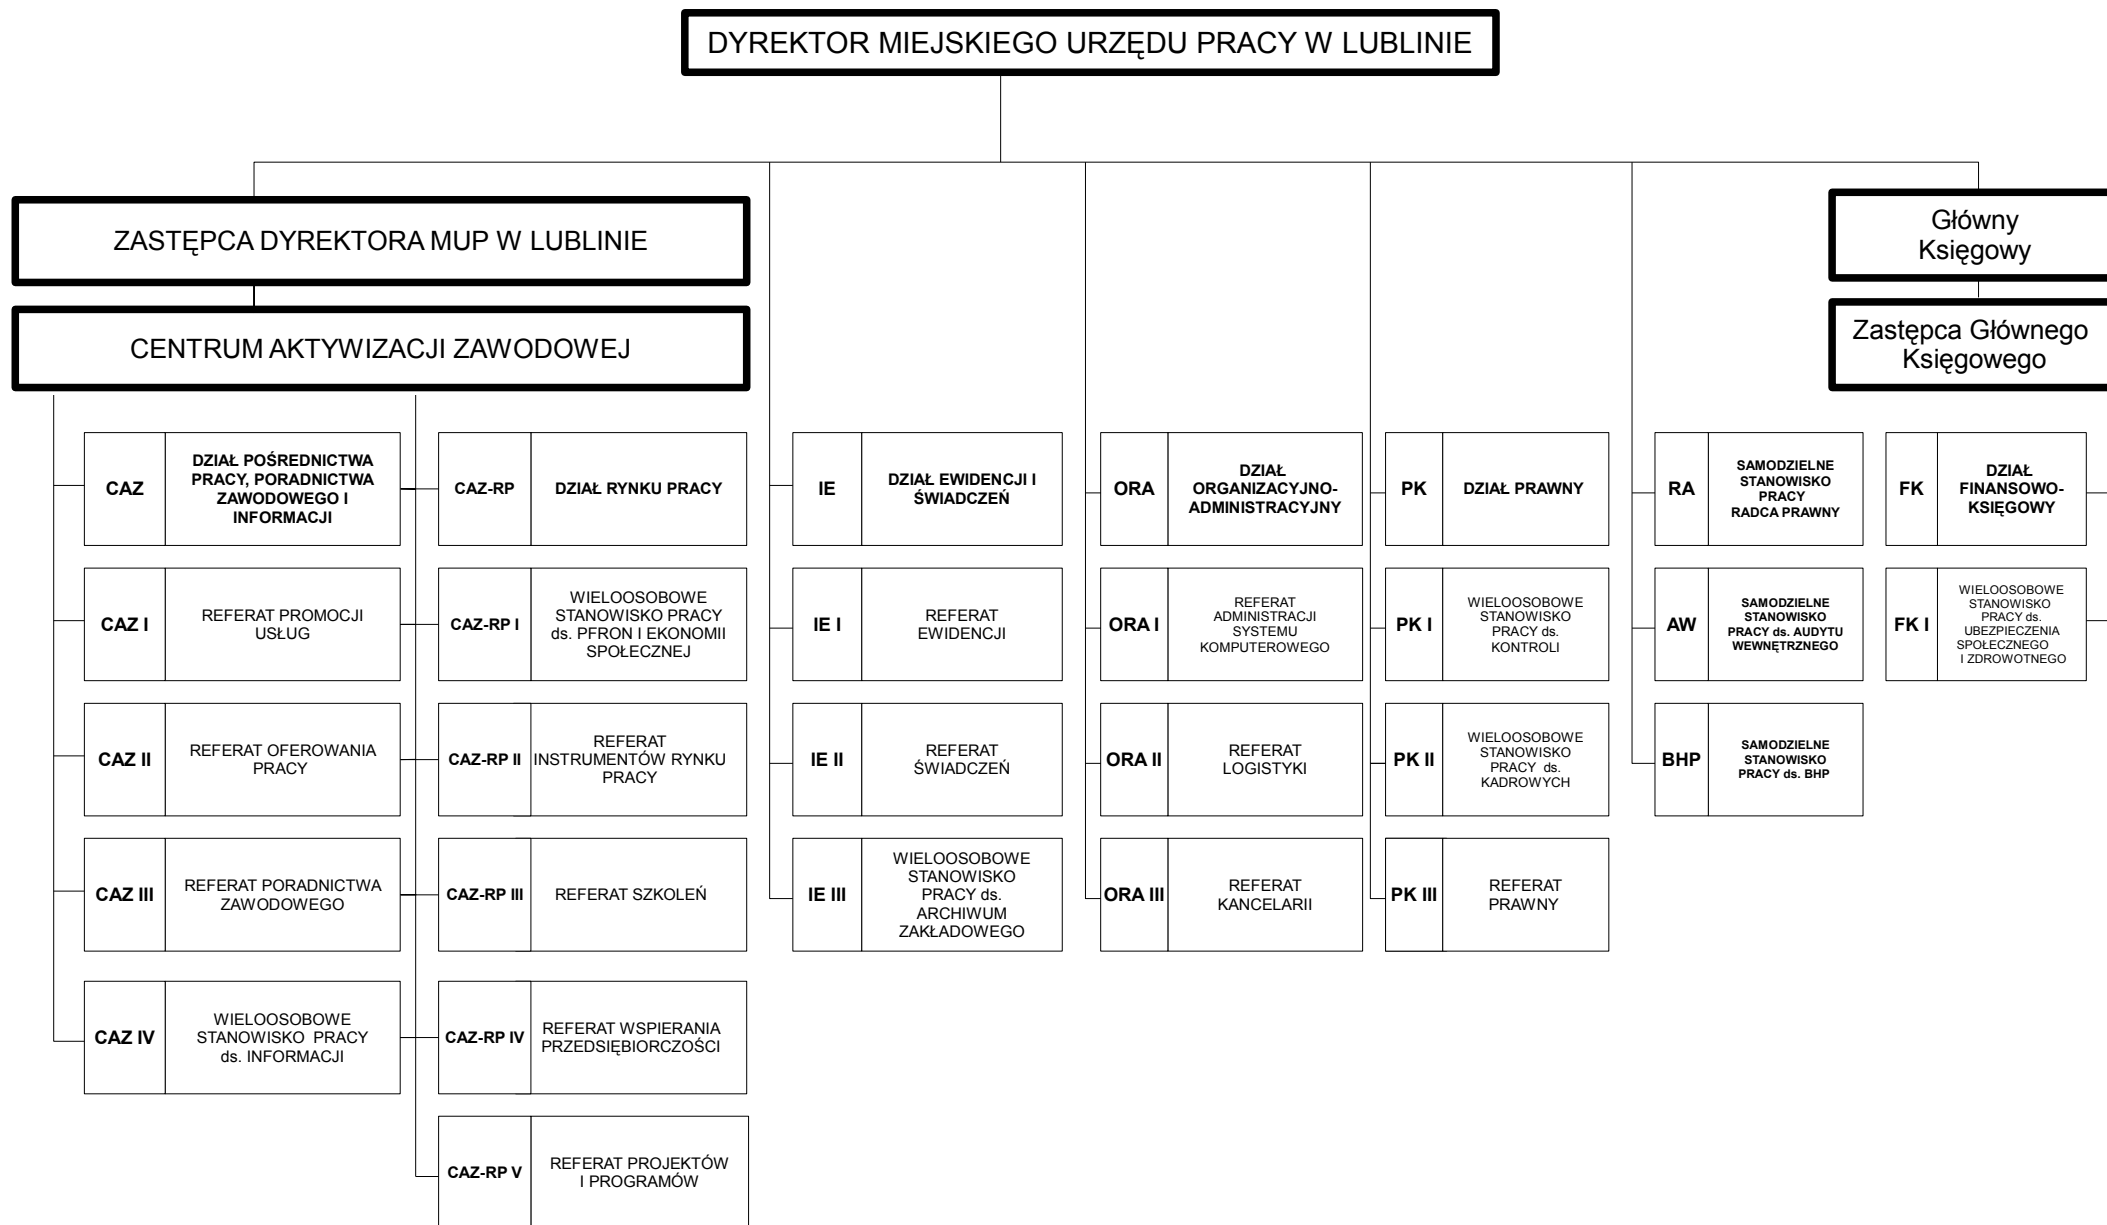 DYREKTOR MIEJSKIEGO URZĘDU PRACY W LUBLINIE
ZASTĘPCA DYREKTORA MUP W LUBLINIE
CENTRUM AKTYWIZACJI ZAWODOWEJ
Główny
Księgowy
Zastępca Głównego
Księgowego
CAZ
DZIAŁ POŚREDNICTWA
PRACY, PORADNICTWA
ZAWODOWEGO I
INFORMACJI
CAZ I
REFERAT PROMOCJI
USŁUG
CAZ II
REFERAT OFEROWANIA
PRACY
CAZ III
REFERAT PORADNICTWA
ZAWODOWEGO
CAZ IV
WIELOOSOBOWE
STANOWISKO PRACY
ds. INFORMACJI
CAZ-RP
DZIAŁ RYNKU PRACY
CAZ-RP I
WIELOOSOBOWE
STANOWISKO PRACY
ds. PFRON I EKONOMII
SPOŁECZNEJ
CAZ-RP II
REFERAT
INSTRUMENTÓW RYNKU
PRACY
CAZ-RP III
REFERAT SZKOLEŃ
CAZ-RP IV
REFERAT WSPIERANIA
PRZEDSIĘBIORCZOŚCI
CAZ-RP V
REFERAT PROJEKTÓW
I PROGRAMÓW
IE
DZIAŁ EWIDENCJI I
ŚWIADCZEŃ
IE I
REFERAT
EWIDENCJI
IE II
REFERAT
ŚWIADCZEŃ
IE III
WIELOOSOBOWE
STANOWISKO
PRACY ds.
ARCHIWUM
ZAKŁADOWEGO
ORA
DZIAŁ
ORGANIZACYJNO-
ADMINISTRACYJNY
ORA I
REFERAT
ADMINISTRACJI
SYSTEMU
KOMPUTEROWEGO
ORA II
REFERAT
LOGISTYKI
ORA III
REFERAT
KANCELARII
PK
DZIAŁ PRAWNY
PK I
WIELOOSOBOWE
STANOWISKO
PRACY ds.
KONTROLI
PK II
WIELOOSOBOWE
STANOWISKO
PRACY ds.
KADROWYCH
PK III
REFERAT
PRAWNY
RA
SAMODZIELNE
STANOWISKO
PRACY
RADCA PRAWNY
AW
SAMODZIELNE
STANOWISKO
PRACY ds. AUDYTU
WEWNĘTRZNEGO
BHP
SAMODZIELNE
STANOWISKO
PRACY ds. BHP
FK
DZIAŁ
FINANSOWO-
KSIĘGOWY
FK I
WIELOOSOBOWE
STANOWISKO
PRACY ds.
UBEZPIECZENIA
SPOŁECZNEGO
I ZDROWOTNEGO